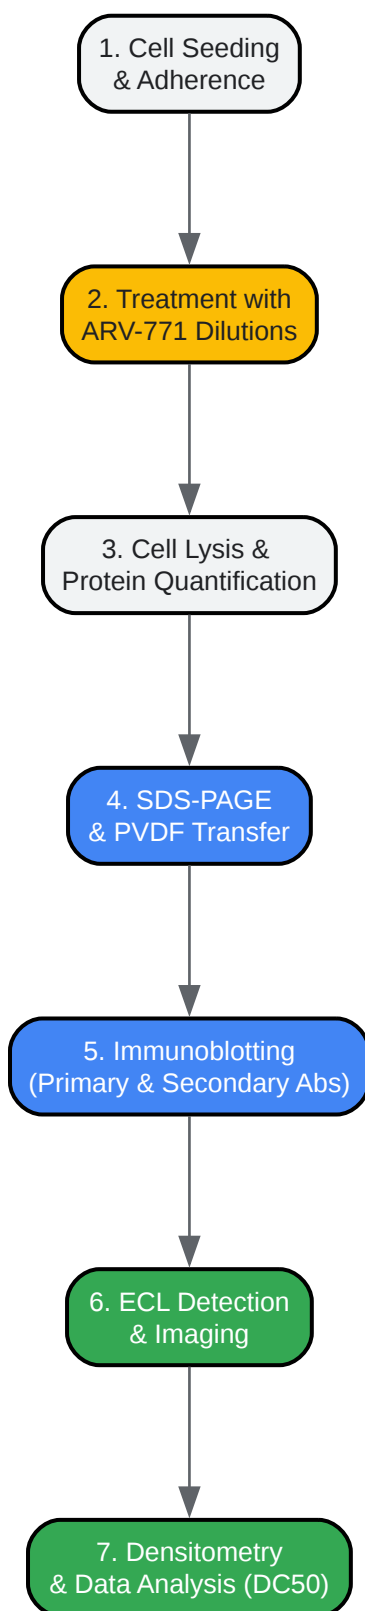 1. Cell Seeding
& Adherence
2. Treatment with
ARV-771 Dilutions
3. Cell Lysis &
Protein Quantification
4. SDS-PAGE
& PVDF Transfer
5. Immunoblotting
(Primary & Secondary Abs)
6. ECL Detection
& Imaging
7. Densitometry
& Data Analysis (DC50)